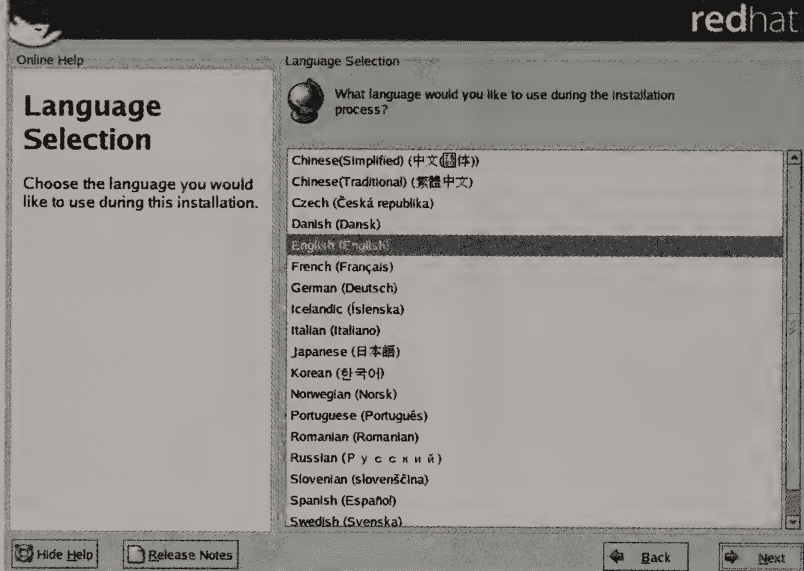 redhat
Online Help
Language
Selection
Choose the language you would
like to use during this installation.
Language Selection
What language would you like to use during the installation
process?
Chinese(Simplified) (中文(简体))
Chinese(Traditional) (繁體中文)
Czech (Česká republika)
Danish (Dansk)
English (English)
French (Français)
German (Deutsch)
Icelandic (Íslenska)
Italian (Italiano)
Japanese (日本語)
Korean (한국어)
Norwegian (Norsk)
Portuguese (Português)
Romanian (Romanian)
Russian (Русский)
Slovenian (slovenščina)
Spanish (Español)
Swedish (Svenska)
Hide Help
Release Notes
Back
Next